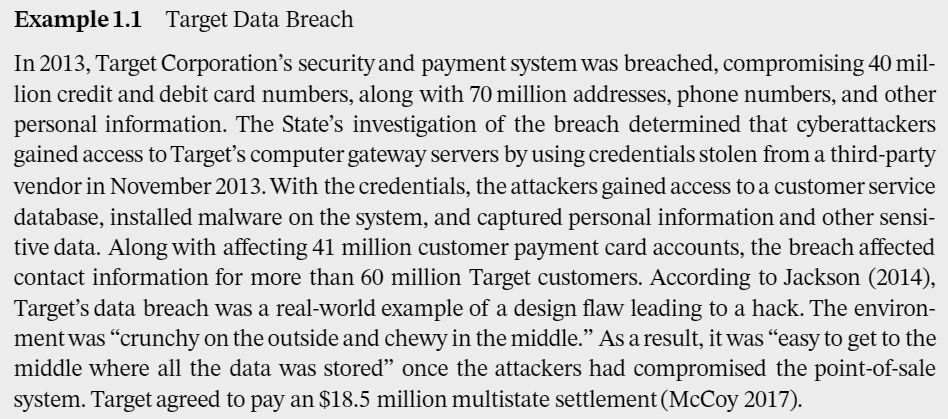 Example 1.1 Target Data Breach
In 2013, Target Corporation’s security and payment system was breached, compromising 40 mil-
lion credit and debit card numbers, along with 70 million addresses, phone numbers, and other
personal information. The State’s investigation of the breach determined that cyberattackers
gained access to Target’s computer gateway servers by using credentials stolen from a third-party
vendor in November 2013. With the credentials, the attackers gained access to a customer service
database, installed malware on the system, and captured personal information and other sensi-
tive data. Along with affecting 41 million customer payment card accounts, the breach affected
contact information for more than 60 million Target customers. According to Jackson (2014),
Target’s data breach was a real-world example of a design flaw leading to a hack. The environ-
ment was “crunchy on the outside and chewy in the middle.” As a result, it was “easy to get to the
middle where all the data was stored” once the attackers had compromised the point-of-sale
system. Target agreed to pay an $18.5 million multistate settlement (McCoy 2017).